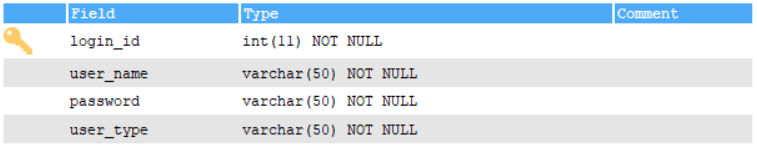 Field Type Comment
login_id int(11) NOT NULL
user_name varchar(50) NOT NULL
password varchar(50) NOT NULL
user_type varchar(50) NOT NULL